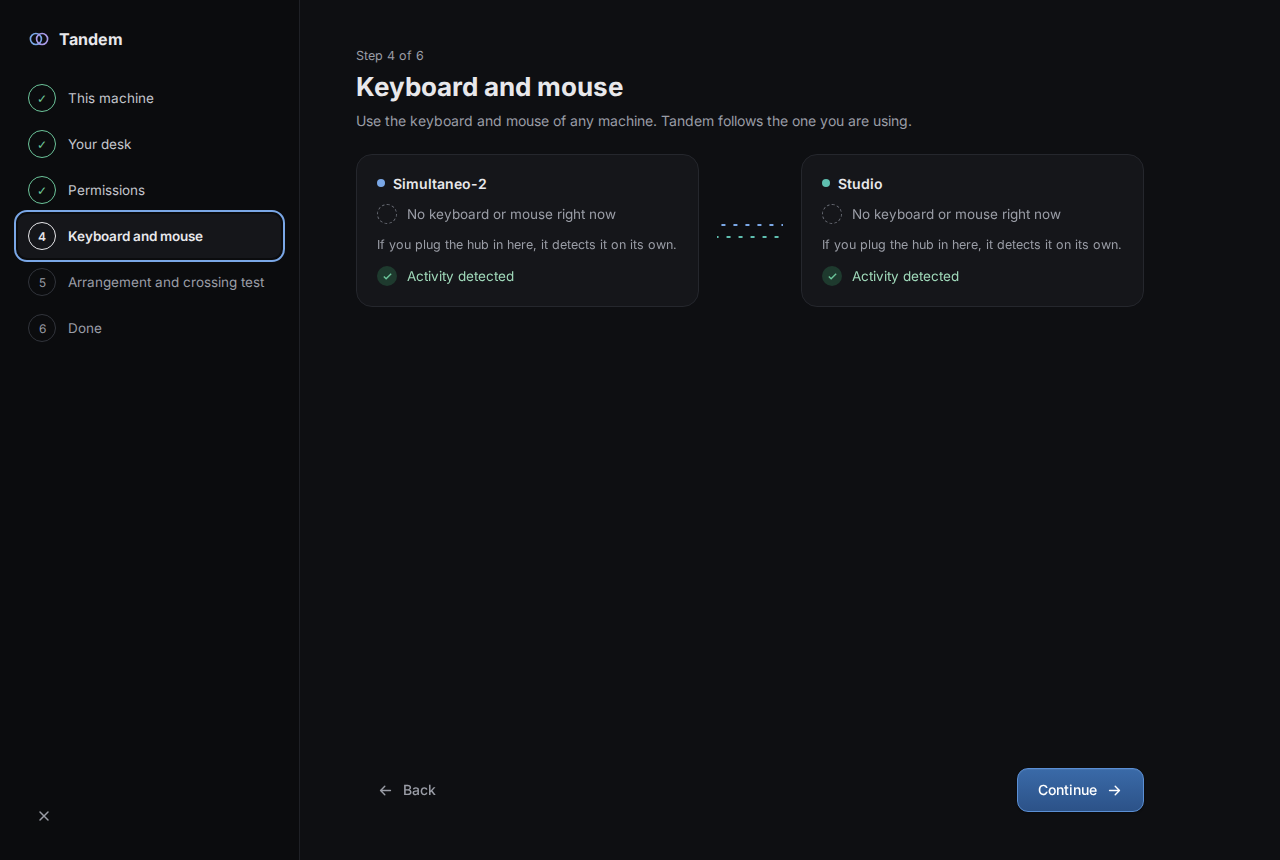 Tandem
This machine
Your desk
Permissions
4 Keyboard and mouse
5 Arrangement and crossing test
6 Done
Step 4 of 6
Keyboard and mouse
Use the keyboard and mouse of any machine. Tandem follows the one you are using.
Simultaneo-2
No keyboard or mouse right now
If you plug the hub in here, it detects it on its own.
Activity detected
Studio
No keyboard or mouse right now
If you plug the hub in here, it detects it on its own.
Activity detected
Back
Continue